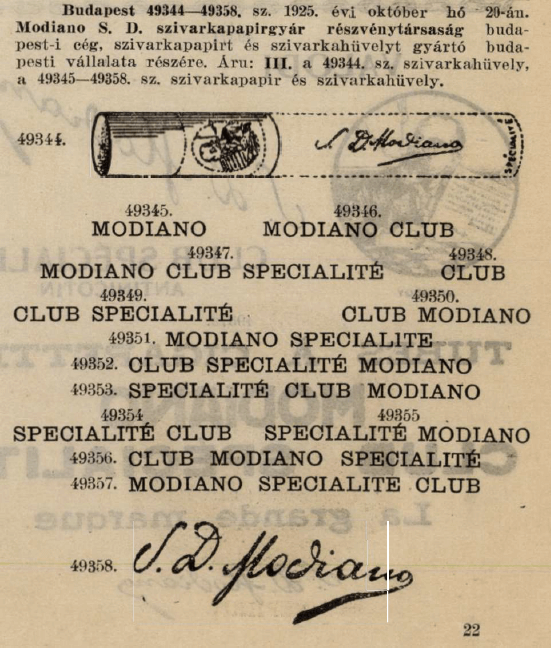 Budapest 49344—49358. sz. 1925. évi október hó 29-án.
Modiano S. D. szivarkapapirgyár részvénytársaság buda-
pest-i cég, szivarkapapirt és szivarkahüvelyt gyártó buda-
pesti vállalata részére. Áru: III. a 49344. sz. szivarkahüvely,
a 49345—49358. sz. szivarkapapir és szivarkahüvely.
49344. S. D. Modiano SPECIALITÉ
49345. 49346.
MODIANO MODIANO CLUB
49347. 49348.
MODIANO CLUB SPECIALITÉ CLUB
49349. 49350.
CLUB SPECIALITÉ CLUB MODIANO
49351. MODIANO SPECIALITE
49352. CLUB SPECIALITÉ MODIANO
49353. SPECIALITÉ CLUB MODIANO
49354 49355
SPECIALITÉ CLUB SPECIALITÉ MODIANO
49356. CLUB MODIANO SPECIALITÉ
49357. MODIANO SPECIALITE CLUB
49358. S. D. Modiano
22